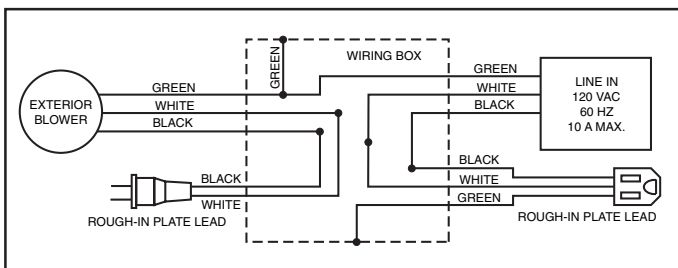 WIRING BOX
GREEN
GREEN
WHITE
BLACK
EXTERIOR
BLOWER
GREEN
WHITE
BLACK
LINE IN
120 VAC
60 HZ
10 A MAX.
BLACK
WHITE
ROUGH-IN PLATE LEAD
BLACK
WHITE
GREEN
ROUGH-IN PLATE LEAD